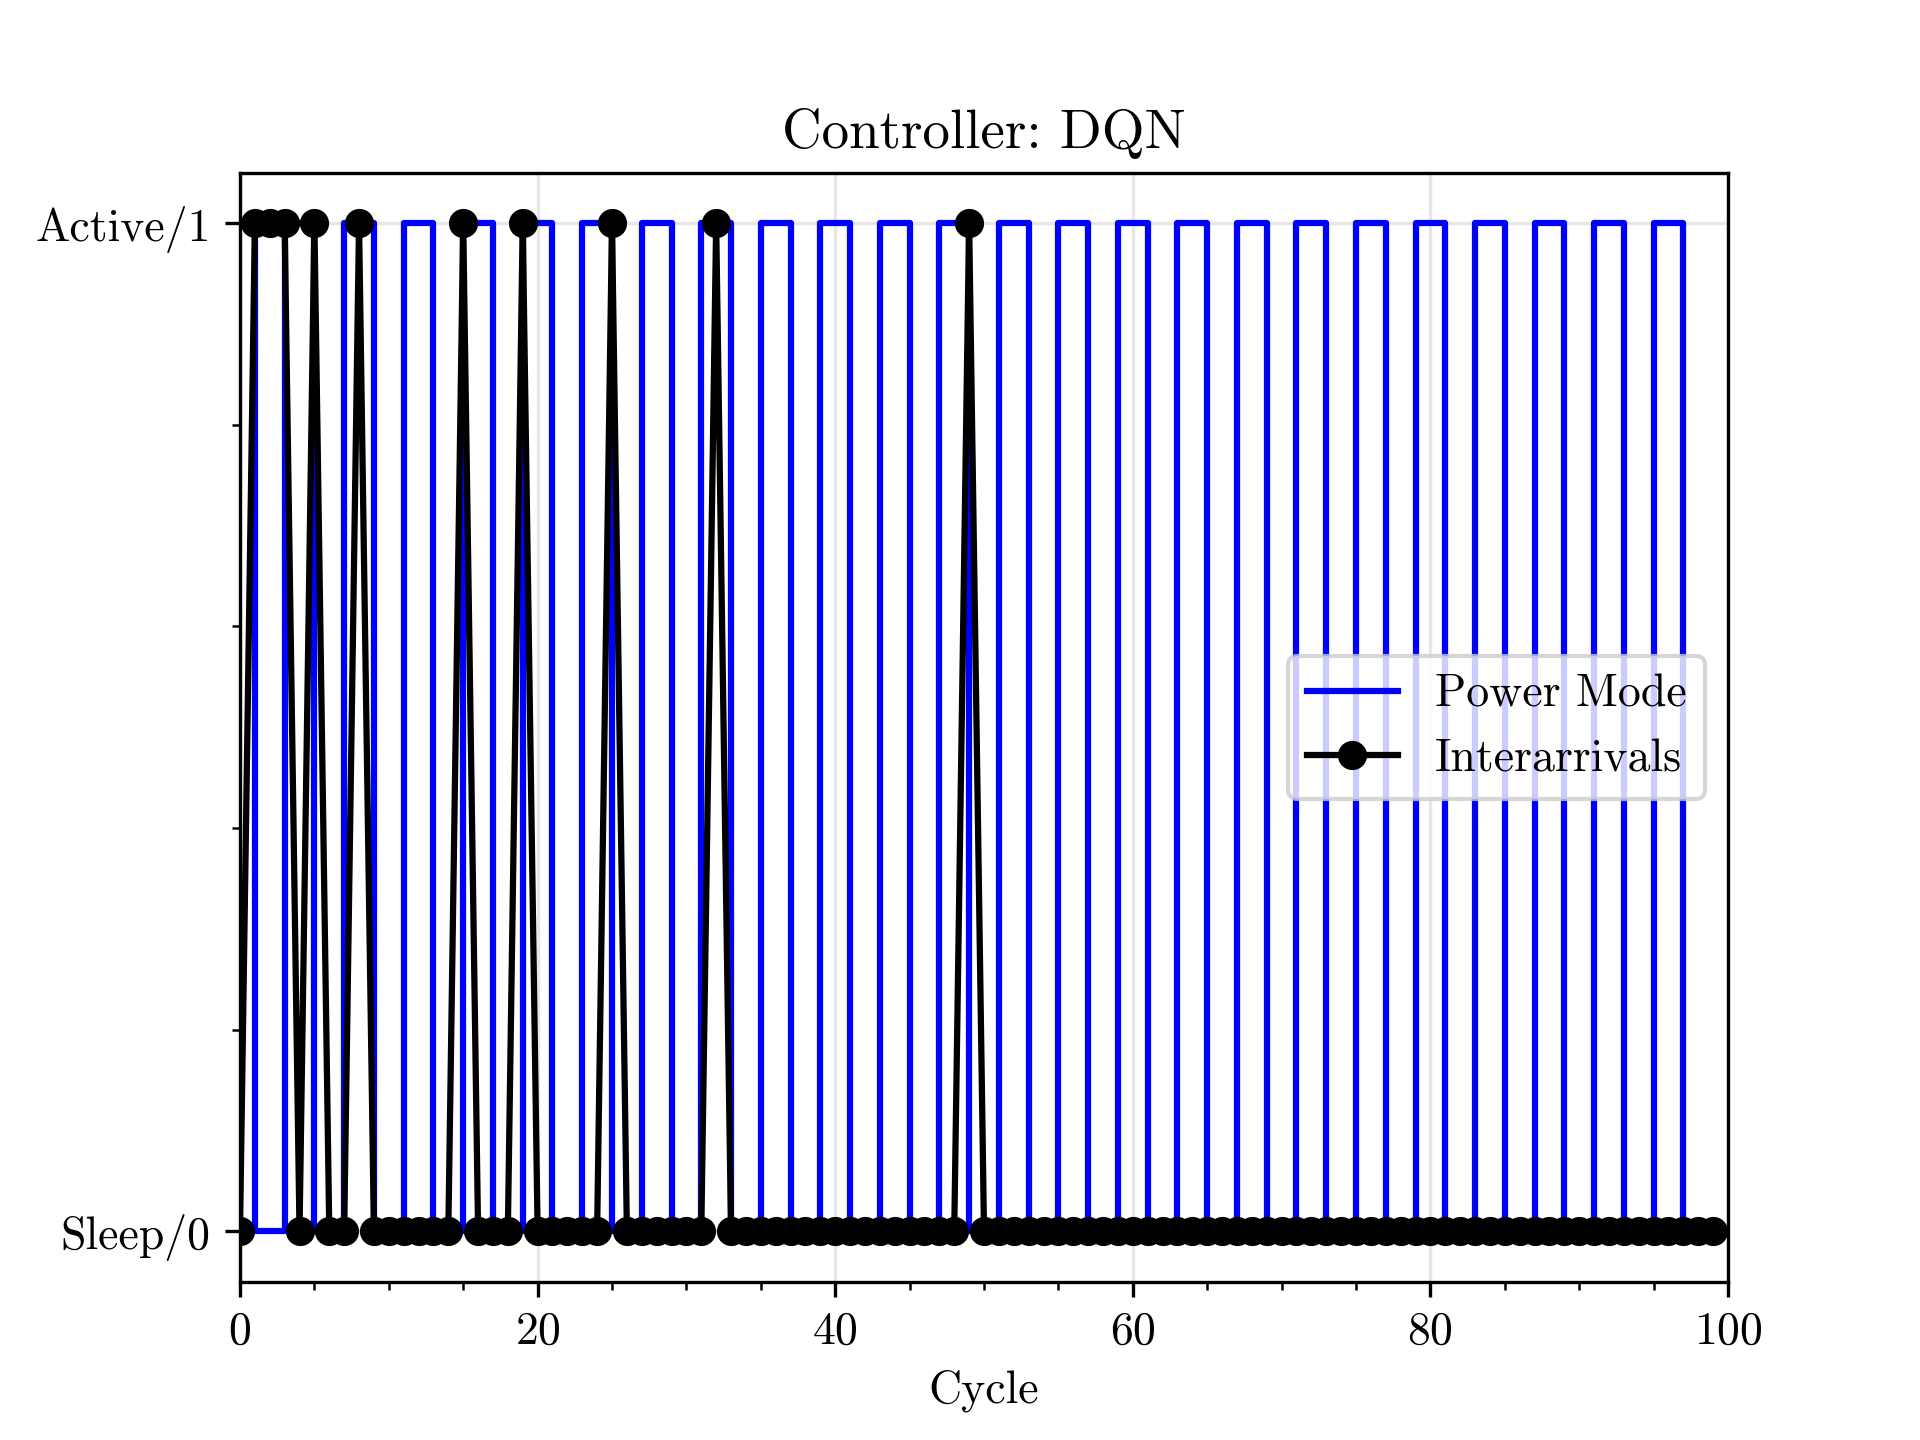 Controller: DQN
Active/1
Power Mode
Interarrivals
Sleep/0
0 20 40 60 80 100
Cycle